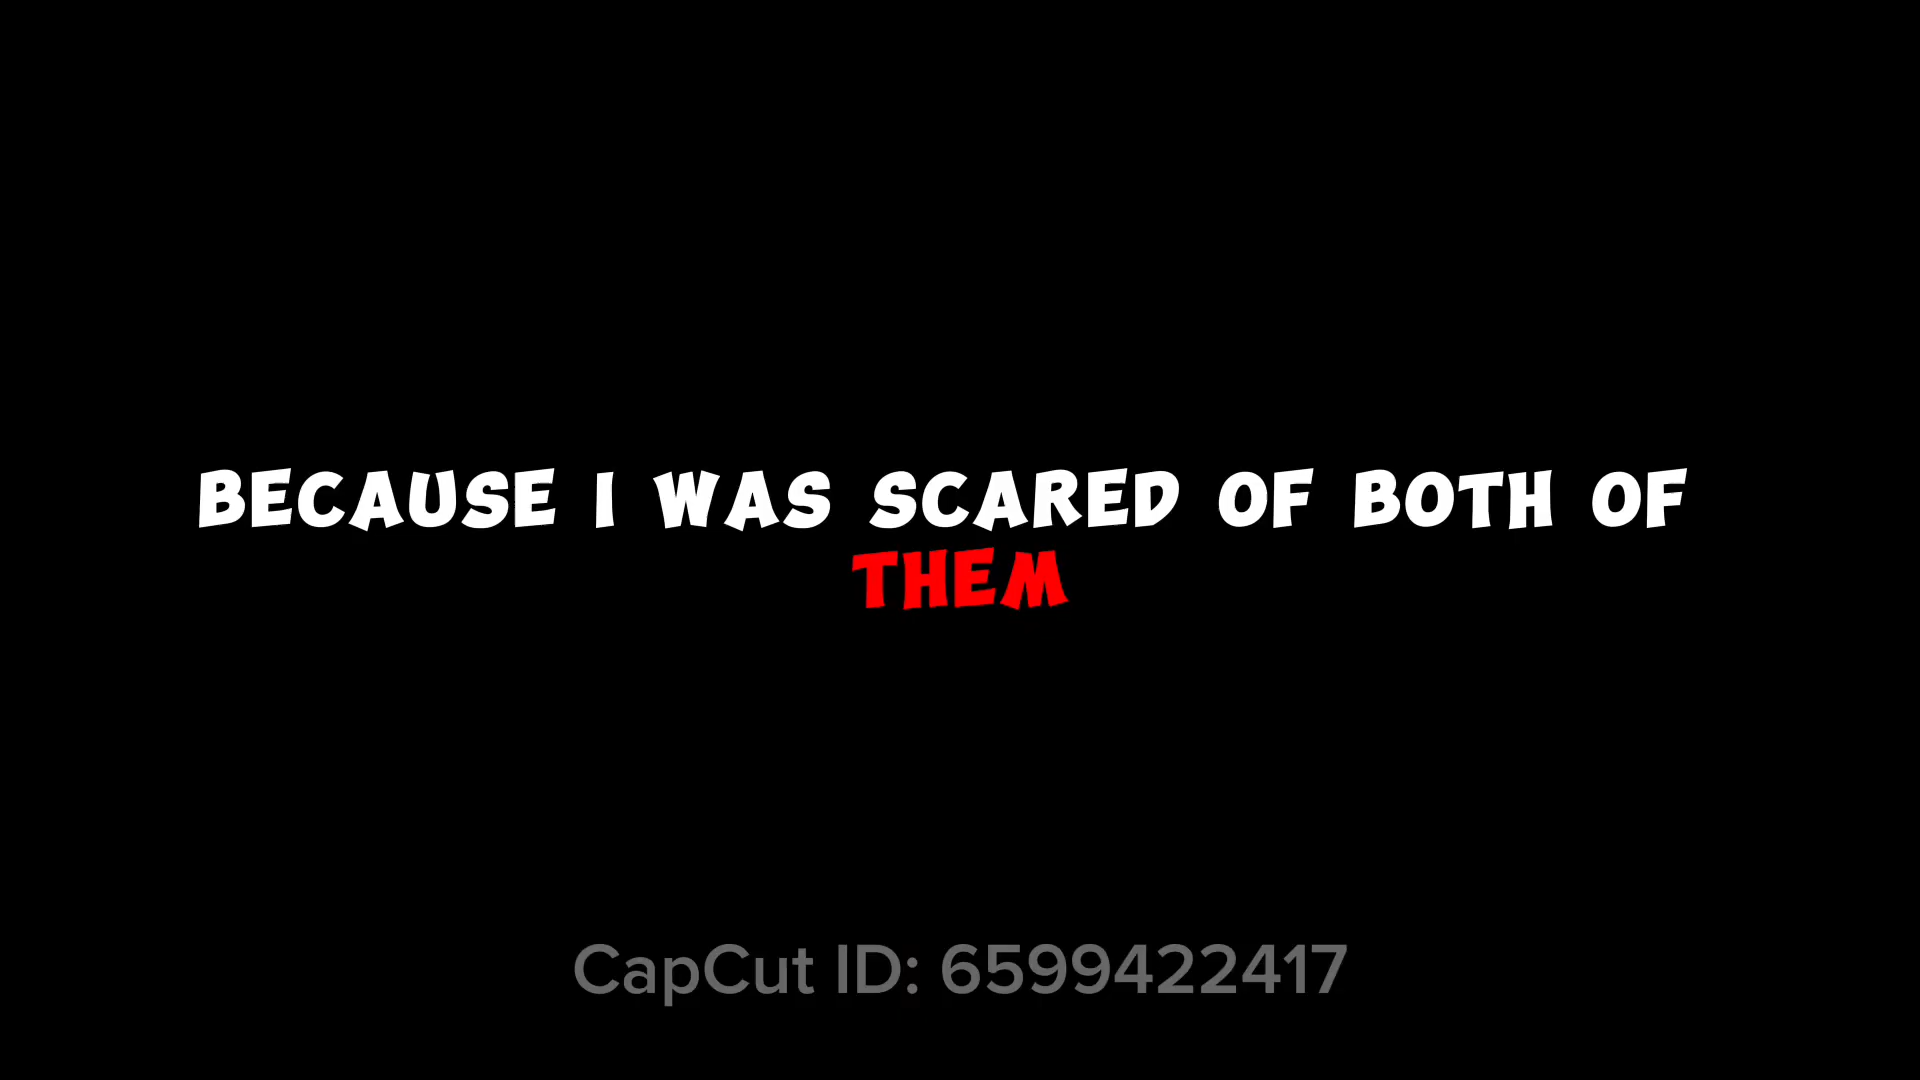 BECAUSE I WAS SCARED OF BOTH OF
THEM
CapCut ID: 6599422417